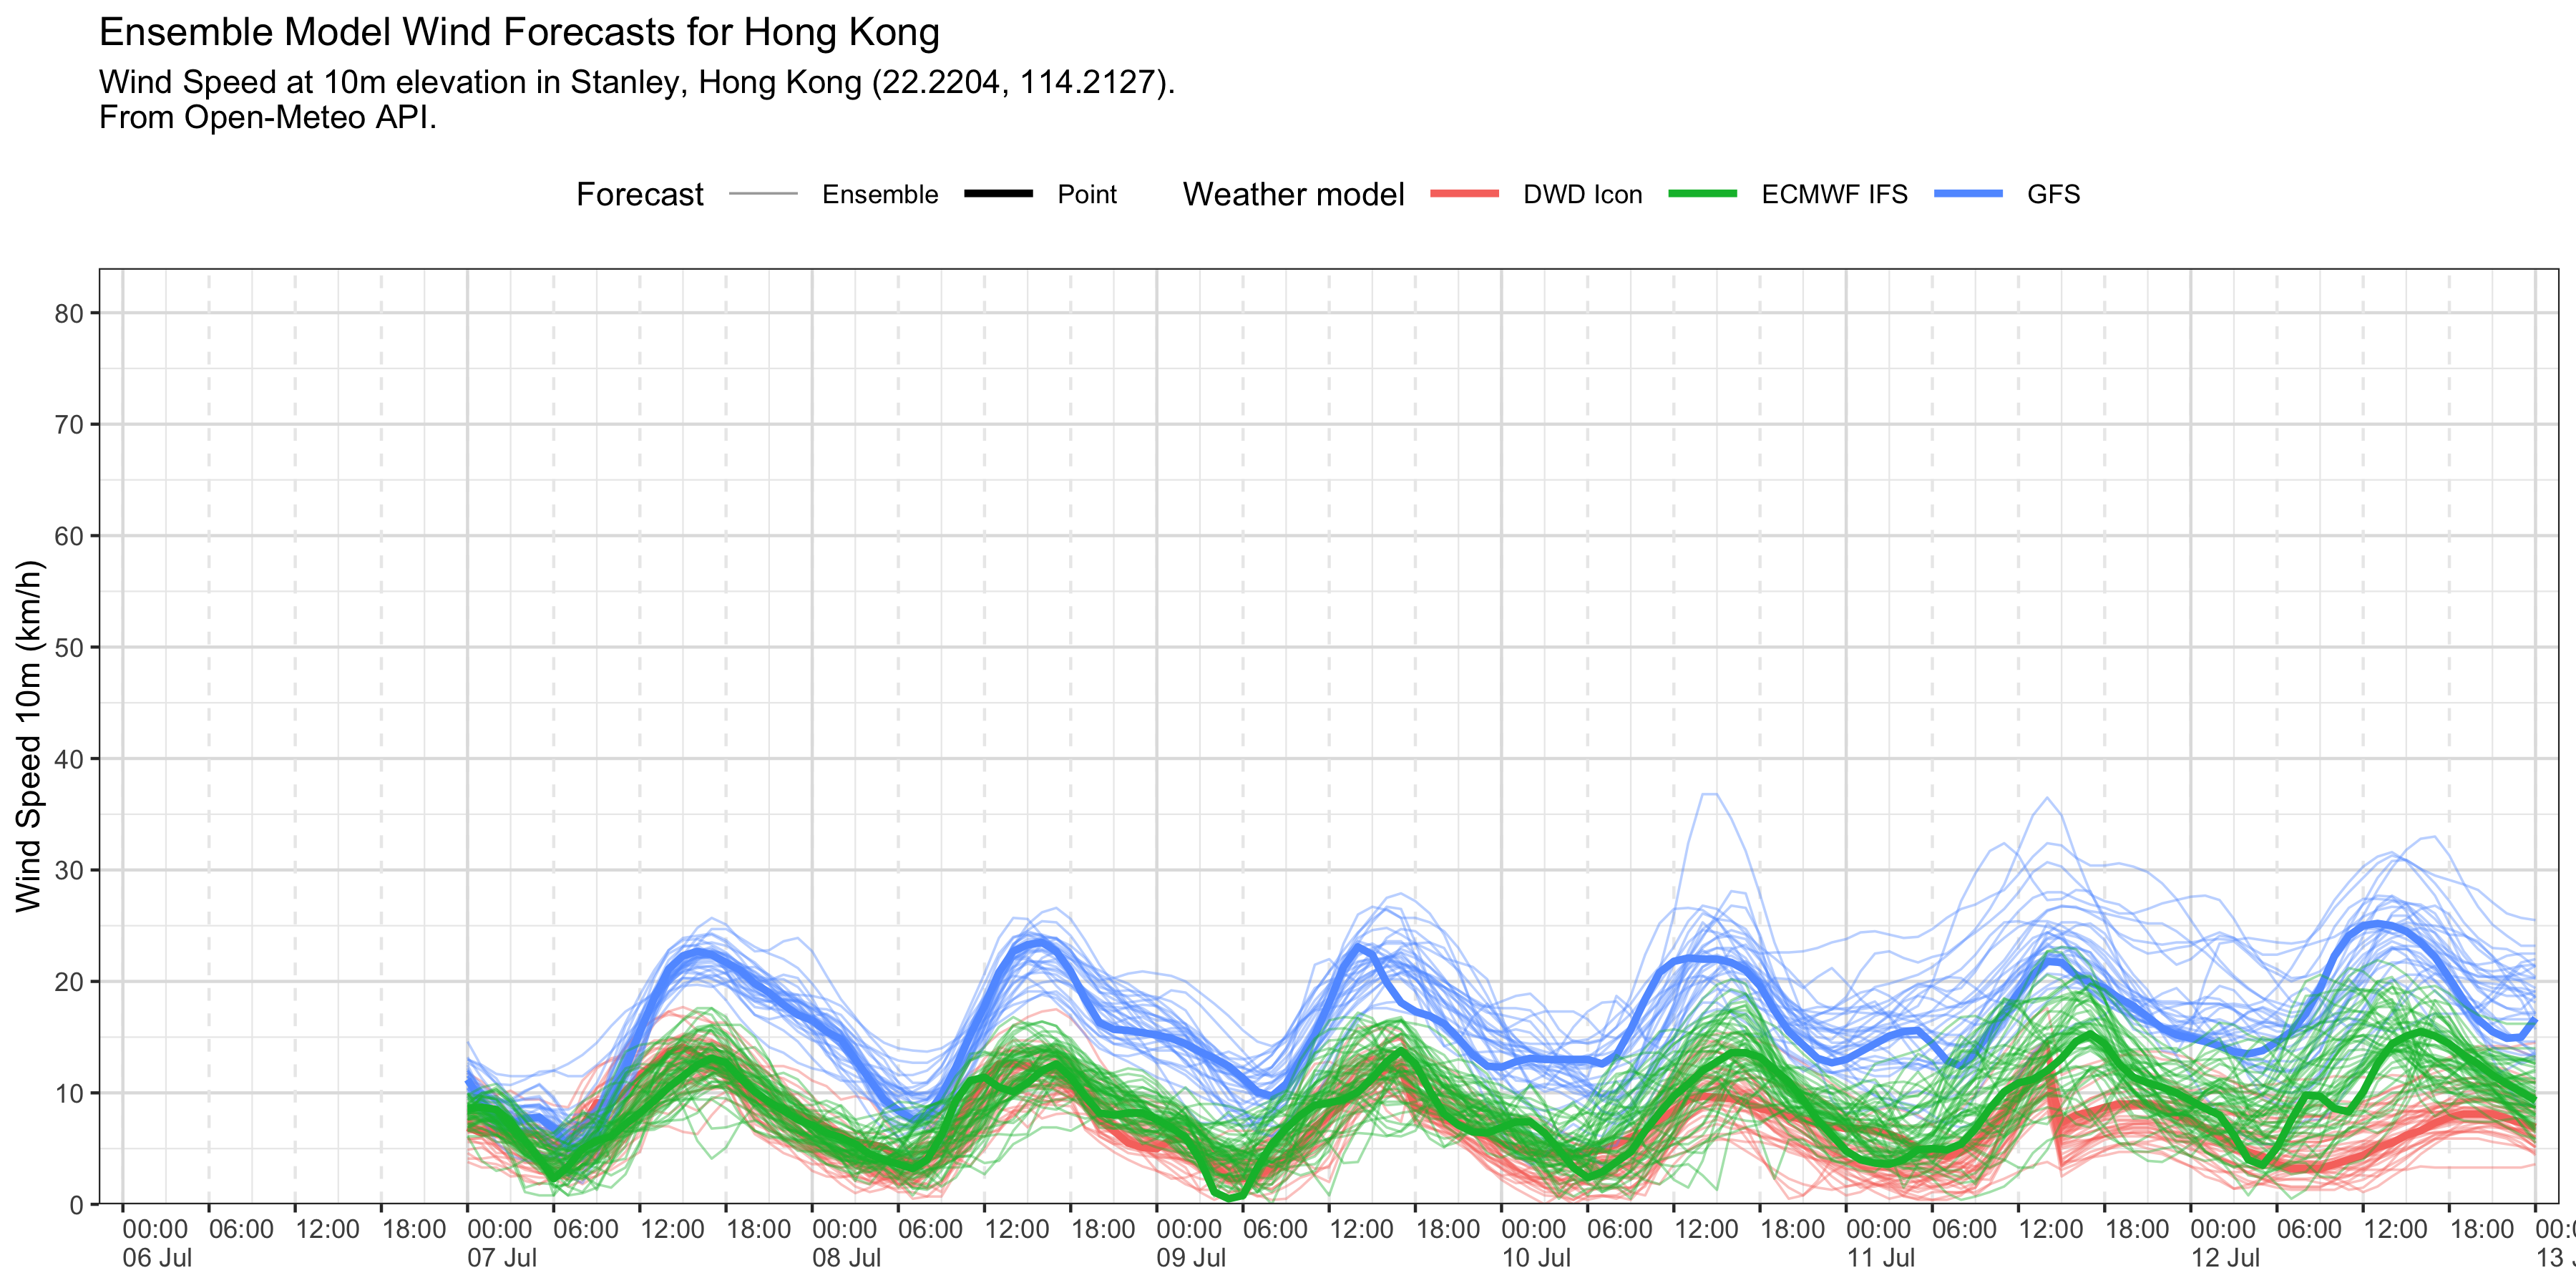 Ensemble Model Wind Forecasts for Hong Kong
Wind Speed at 10m elevation in Stanley, Hong Kong (22.2204, 114.2127).
From Open-Meteo API.
Forecast Ensemble Point Weather model DWD Icon ECMWF IFS GFS
Wind Speed 10m (km/h)
80
70
60
50
40
30
20
10
0
00:00 06:00 12:00 18:00 00:00 06:00 12:00 18:00 00:00 06:00 12:00 18:00 00:00 06:00 12:00 18:00 00:00 06:00 12:00 18:00 00:00 06:00 12:00 18:00 00:00 06:00 12:00 18:00
06 Jul 07 Jul 08 Jul 09 Jul 10 Jul 11 Jul 12 Jul 13